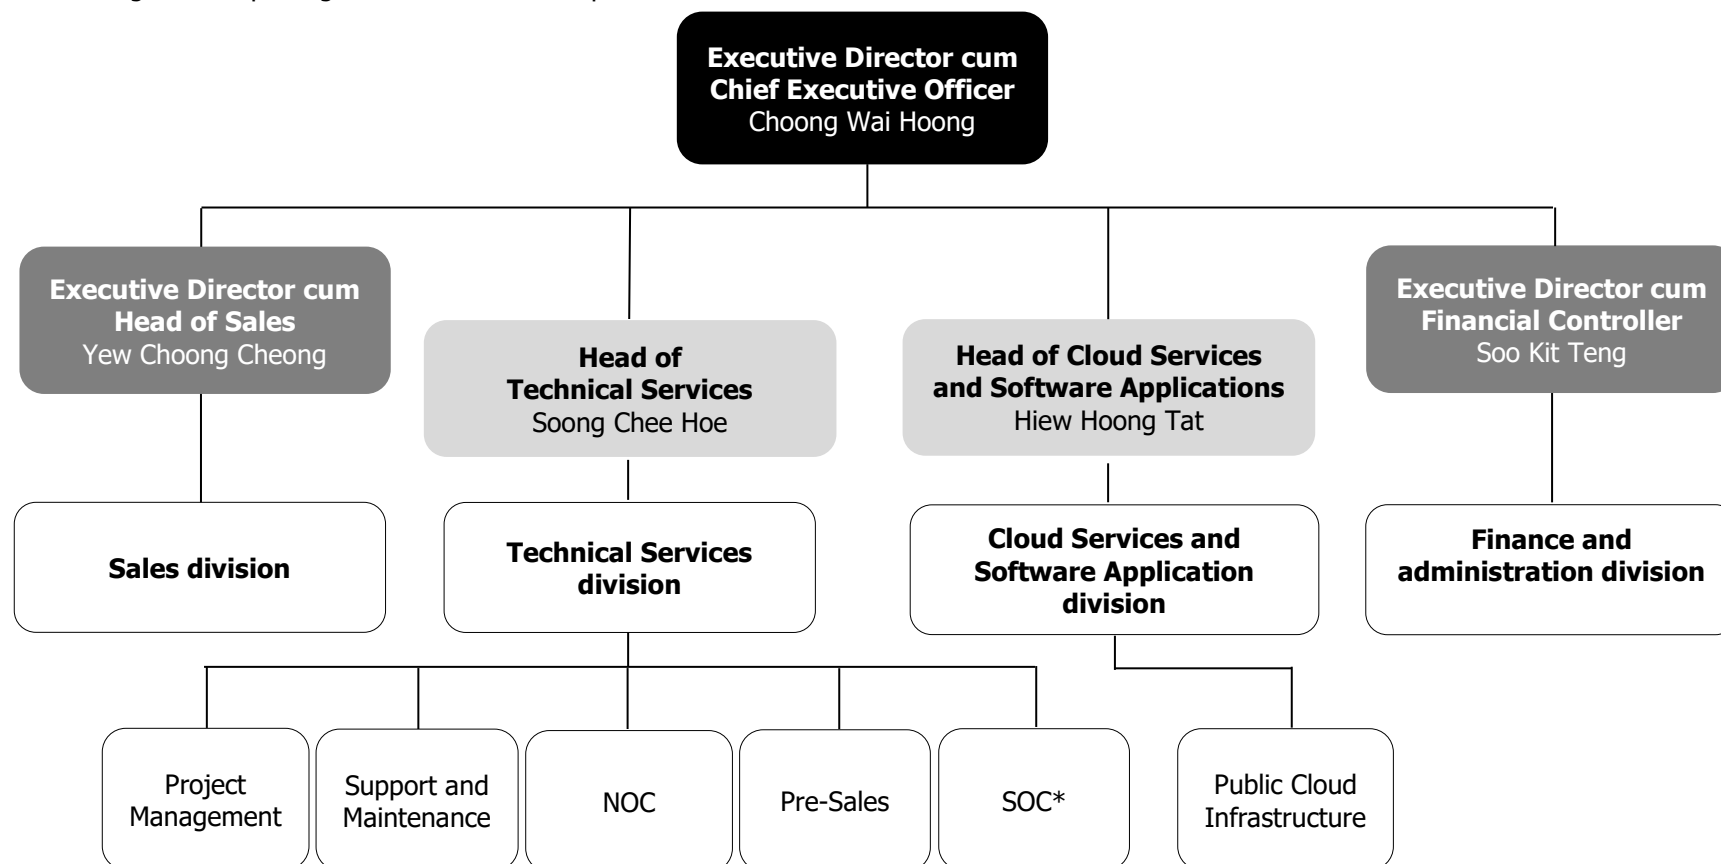 Executive Director cum
Chief Executive Officer
Choong Wai Hoong
Executive Director cum
Head of Sales
Yew Choong Cheong
Head of
Technical Services
Soong Chee Hoe
Head of Cloud Services
and Software Applications
Hiew Hoong Tat
Executive Director cum
Financial Controller
Soo Kit Teng
Sales division
Technical Services
division
Cloud Services and
Software Application
division
Finance and
administration division
Project
Management
Support and
Maintenance
NOC
Pre-Sales
SOC*
Public Cloud
Infrastructure